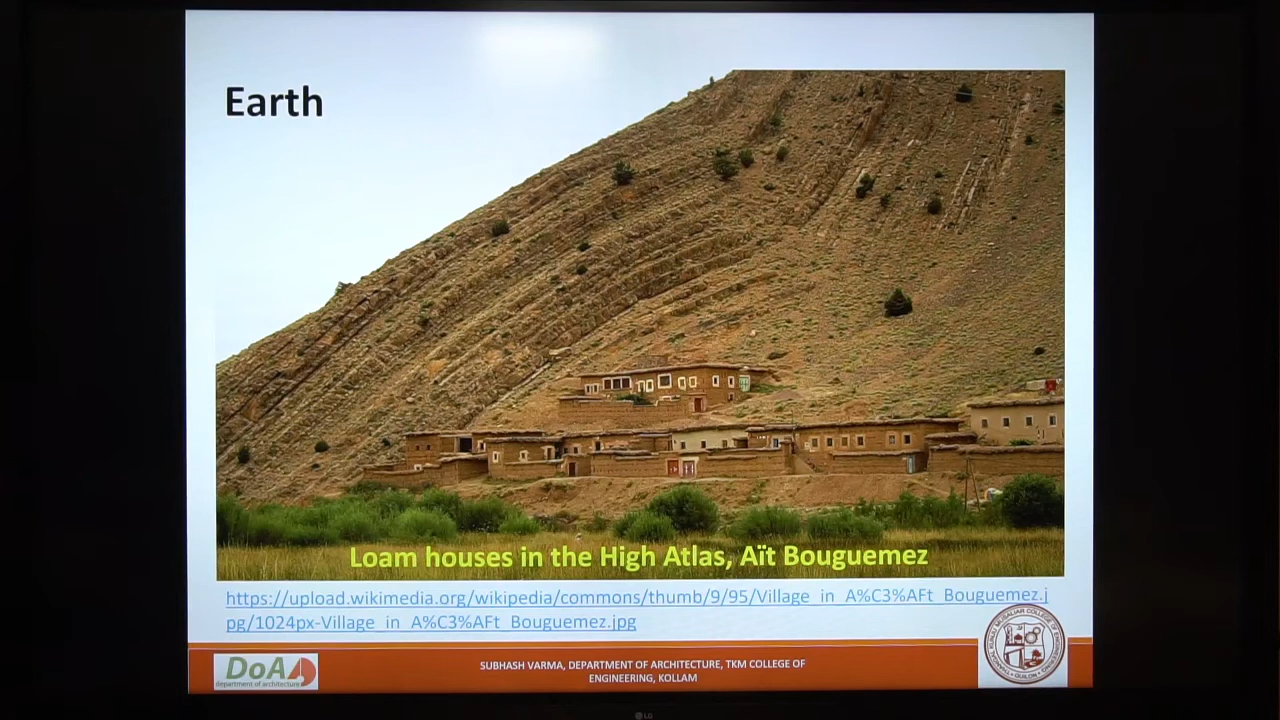 Earth
Loam houses in the High Atlas, Aït Bouguemez
https://upload.wikimedia.org/wikipedia/commons/thumb/9/95/Village_in_A%C3%AFt_Bouguemez.j
pg/1024px-Village_in_A%C3%AFt_Bouguemez.jpg
DoA
department of architecture
SUBHASH VARMA, DEPARTMENT OF ARCHITECTURE, TKM COLLEGE OF
ENGINEERING, KOLLAM
LG